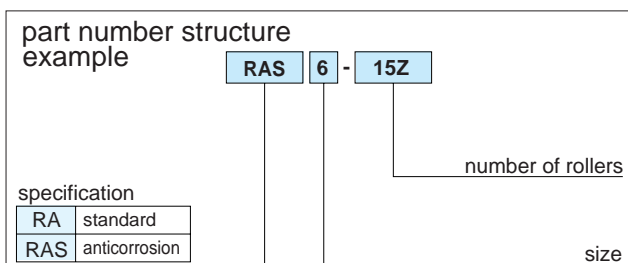 part number structure
example
RAS 6 - 15Z
number of rollers
specification
RA standard
RAS anticorrosion
size